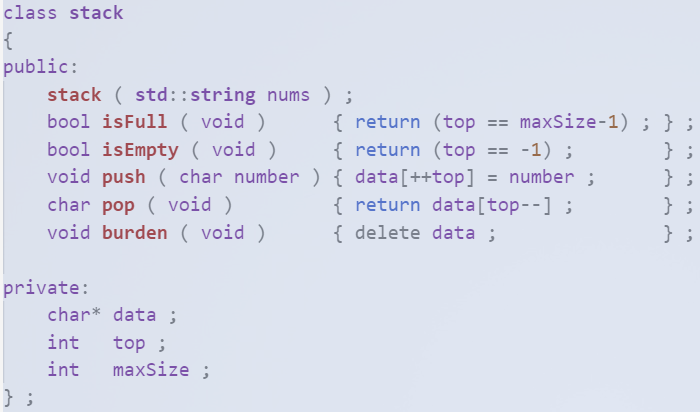 class stack
{
public:
    stack ( std::string nums ) ;
    bool isFull ( void )      { return (top == maxSize-1) ; } ;
    bool isEmpty ( void )     { return (top == -1) ;        } ;
    void push ( char number ) { data[++top] = number ;      } ;
    char pop ( void )         { return data[top--] ;        } ;
    void burden ( void )      { delete data ;               } ;

private:
    char* data ;
    int   top ;
    int   maxSize ;
} ;